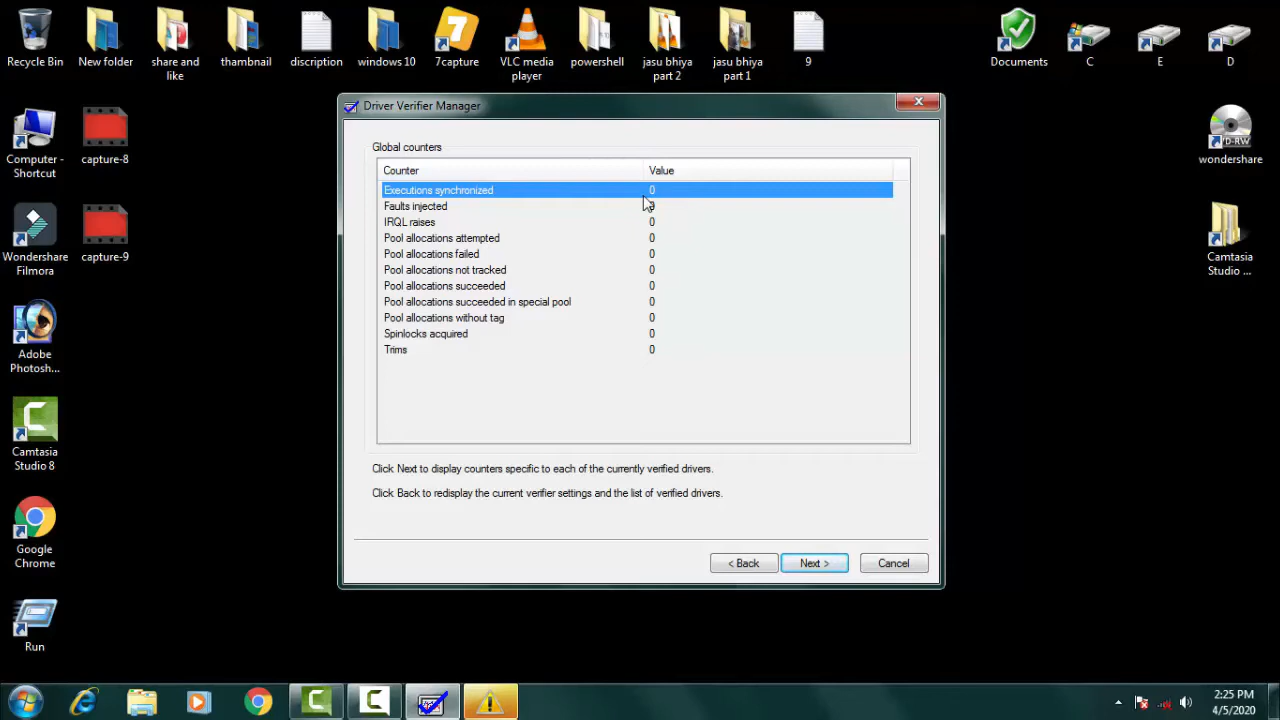 Recycle Bin
New folder
share and
like
thumbnail
discription
windows 10
7
7capture
VLC media
player
powershell
jasu bhiya
part 2
jasu bhiya
part 1
9
Documents
C
E
D
Computer -
Shortcut
capture-8
Wondershare
Filmora
capture-9
Adobe
Photosh...
Camtasia
Studio 8
Google
Chrome
Run
D-RW
wondershare
Camtasia
Studio ...
Driver Verifier Manager
Global counters
Counter Value
Executions synchronized 0
Faults injected 0
IRQL raises 0
Pool allocations attempted 0
Pool allocations failed 0
Pool allocations not tracked 0
Pool allocations succeeded 0
Pool allocations succeeded in special pool 0
Pool allocations without tag 0
Spinlocks acquired 0
Trims 0
Click Next to display counters specific to each of the currently verified drivers.
Click Back to redisplay the current verifier settings and the list of verified drivers.
< Back Next > Cancel
2:25 PM
4/5/2020